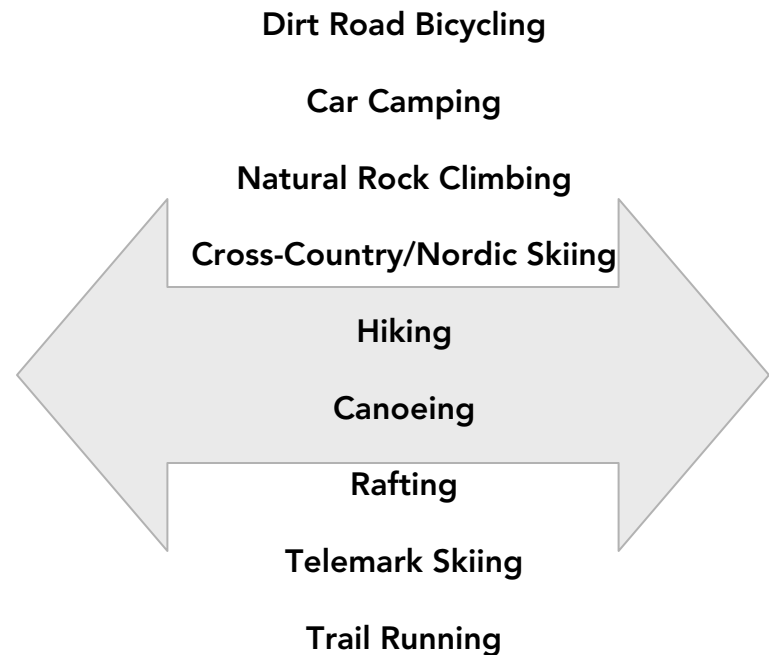 Dirt Road Bicycling
Car Camping
Natural Rock Climbing
Cross-Country/Nordic Skiing
Hiking
Canoeing
Rafting
Telemark Skiing
Trail Running